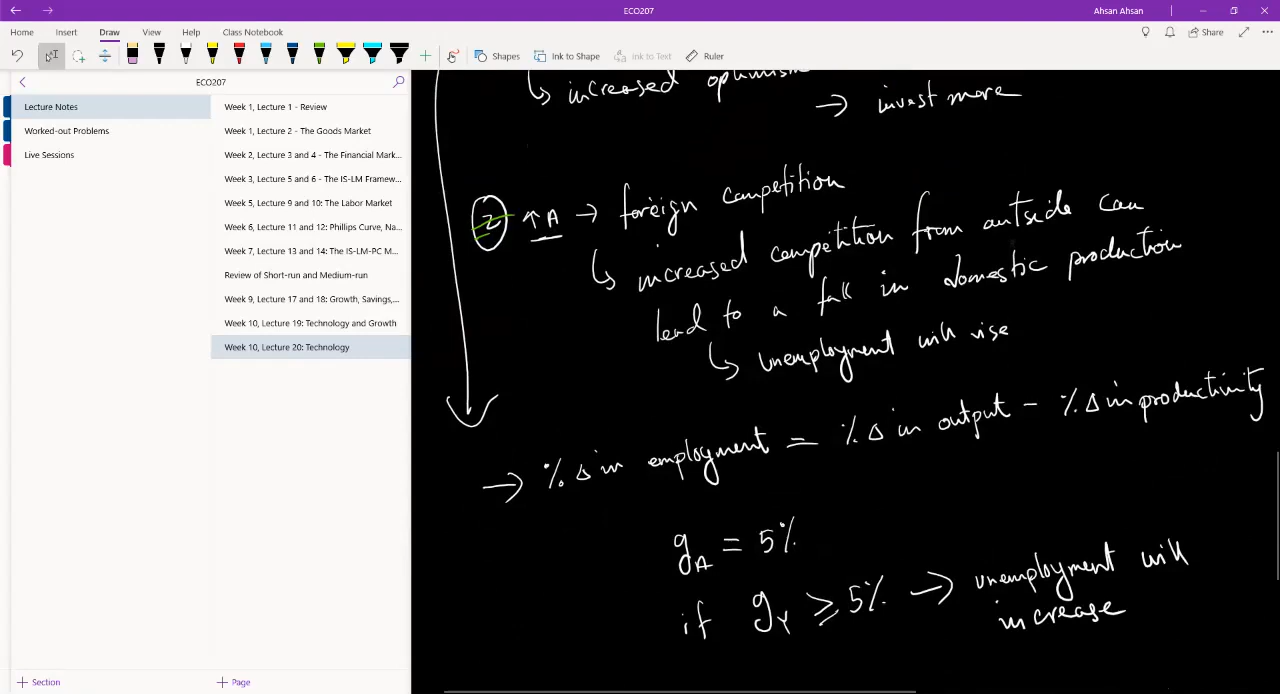 ECO207
Ahsan Ahsan
Home Insert Draw View Help Class Notebook
Share
Shapes Ink to Shape Ink to Text Ruler
ECO207
Lecture Notes
Worked-out Problems
Live Sessions
Week 1, Lecture 1 - Review
Week 1, Lecture 2 - The Goods Market
Week 2, Lecture 3 and 4 - The Financial Mark...
Week 3, Lecture 5 and 6 - The IS-LM Framew...
Week 5, Lecture 9 and 10: The Labor Market
Week 6, Lecture 11 and 12: Phillips Curve, Na...
Week 7, Lecture 13 and 14: The IS-LM-PC M...
Review of Short-run and Medium-run
Week 9, Lecture 17 and 18: Growth, Savings,...
Week 10, Lecture 19: Technology and Growth
Week 10, Lecture 20: Technology
+ Section
+ Page
↳ increased optimism
→ invest more
2 ↑A → foreign competition
↳ increased competition from outside can
lead to a fall in domestic production
↳ unemployment will rise
→ % Δ in employment = % Δ in output - % Δ in productivity
gA = 5%
if gY ≥ 5% → unemployment will
increase